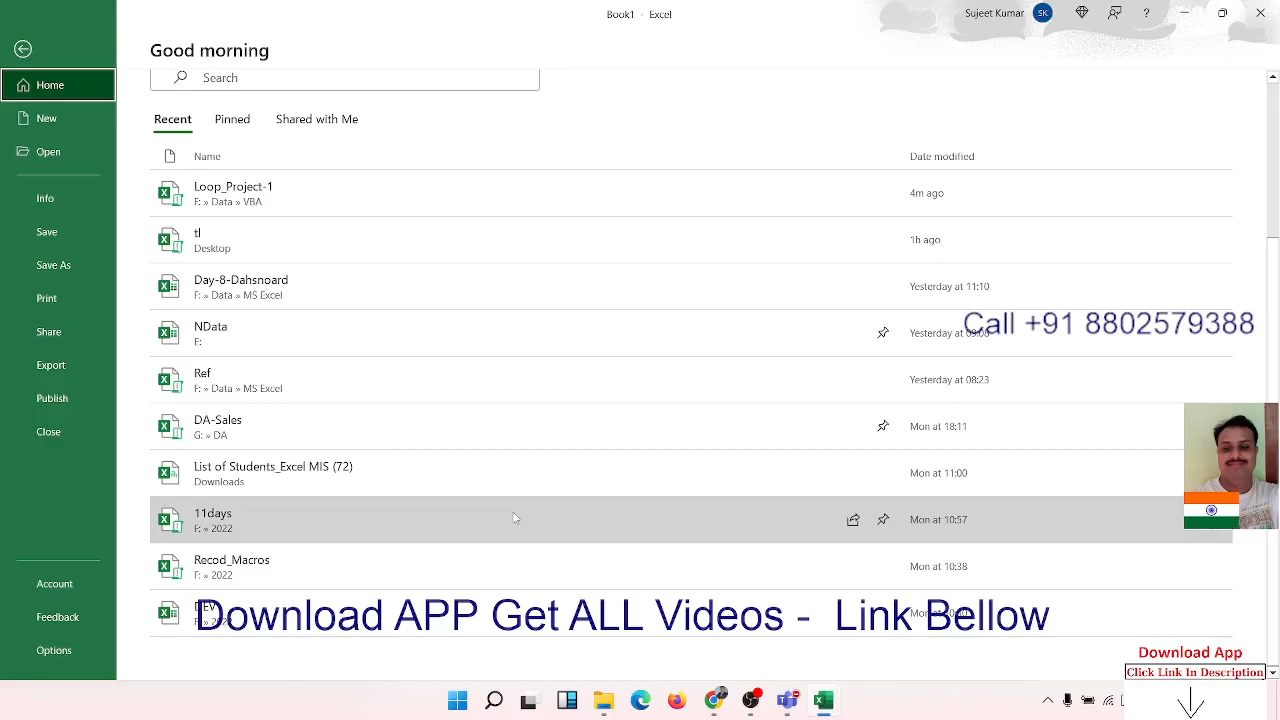 Book1 - Excel
Sujeet Kumar
SK
?
Good morning
Home
New
Open
Info
Save
Save As
Print
Share
Export
Publish
Close
Account
Feedback
Options
Search
Recent
Pinned
Shared with Me
Name
Date modified
Loop_Project-1
F: » Data » VBA
4m ago
tl
Desktop
1h ago
Day-8-Dahsnoard
F: » Data » MS Excel
Yesterday at 11:10
NData
F:
Yesterday at 09:06
Call +91 8802579388
Ref
F: » Data » MS Excel
Yesterday at 08:23
DA-Sales
G: » DA
Mon at 18:11
List of Students_Excel MIS (72)
Downloads
Mon at 11:00
11days
F: » 2022
Mon at 10:57
Recod_Macros
F: » 2022
Mon at 10:38
Download APP Get ALL Videos - Link Bellow
Download App
Click Link In Description